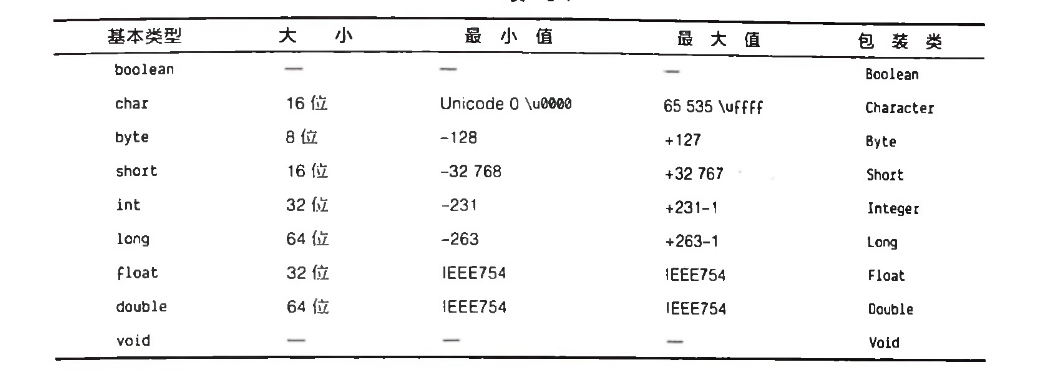 基本类型 大 小 最 小 值 最 大 值 包 装 类
boolean — — — Boolean
char 16 位 Unicode 0 \u0000 65 535 \uffff Character
byte 8 位 -128 +127 Byte
short 16 位 -32 768 +32 767 Short
int 32 位 -231 +231-1 Integer
long 64 位 -263 +263-1 Long
float 32 位 IEEE754 IEEE754 Float
double 64 位 IEEE754 IEEE754 Double
void — — — Void